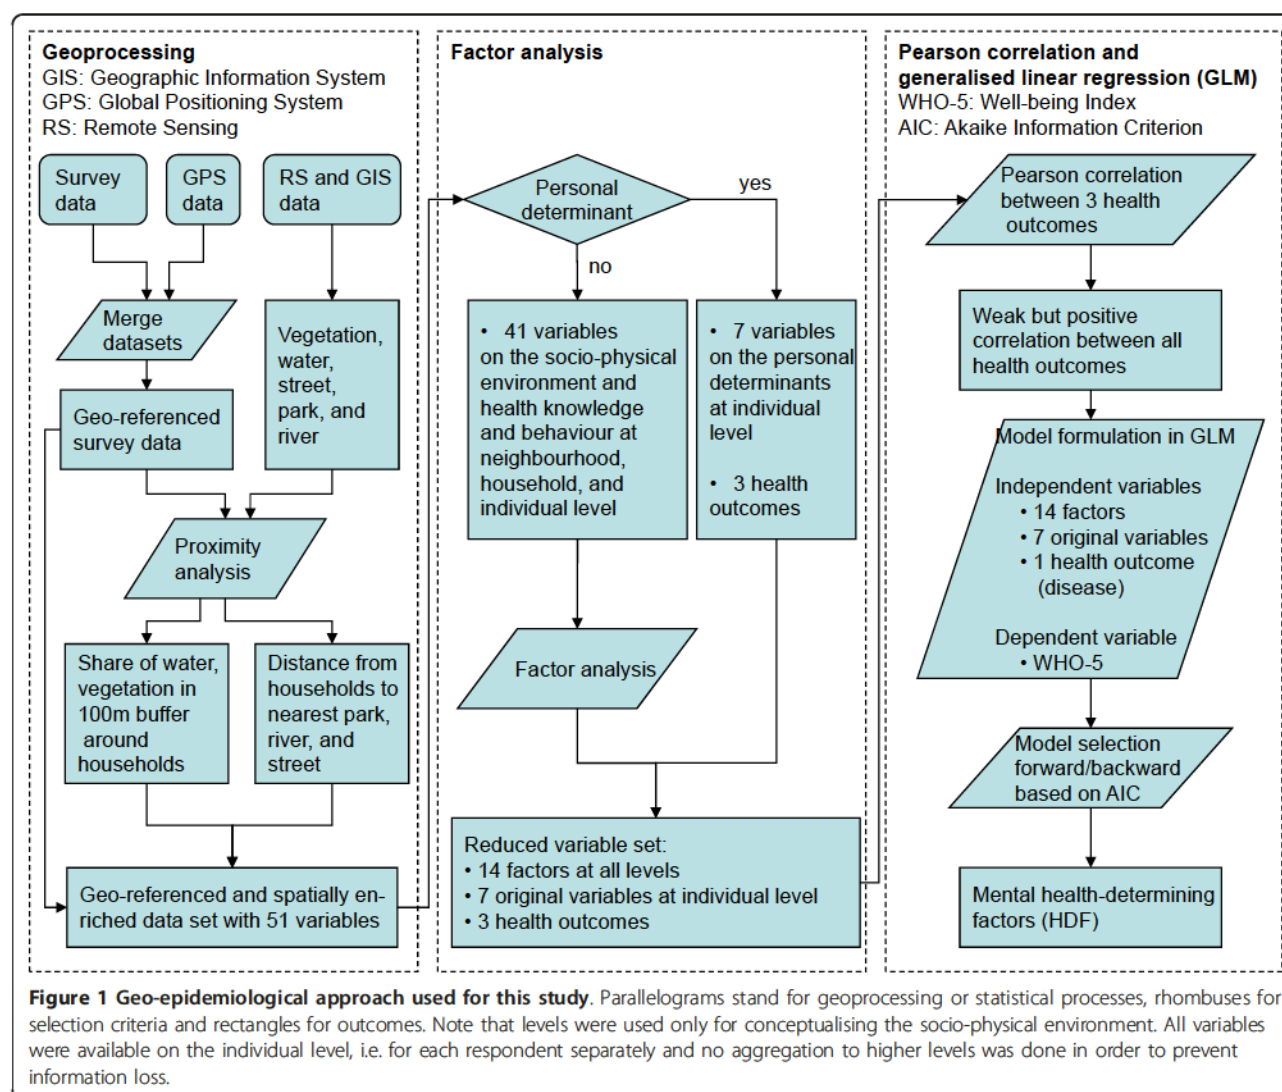 Geoprocessing
GIS: Geographic Information System
GPS: Global Positioning System
RS: Remote Sensing
Survey
data
GPS
data
RS and GIS
data
Merge
datasets
Vegetation,
water,
street,
park, and
river
Geo-referenced
survey data
Proximity
analysis
Share of water,
vegetation in
100m buffer
around
households
Distance from
households to
nearest park,
river, and
street
Geo-referenced and spatially en-
riched data set with 51 variables
Factor analysis
Personal
determinant
yes
no
• 41 variables
on the socio-physical
environment and
health knowledge
and behaviour at
neighbourhood,
household, and
individual level
• 7 variables
on the personal
determinants
at individual
level
• 3 health
outcomes
Factor analysis
Reduced variable set:
• 14 factors at all levels
• 7 original variables at individual level
• 3 health outcomes
Pearson correlation and
generalised linear regression (GLM)
WHO-5: Well-being Index
AIC: Akaike Information Criterion
Pearson correlation
between 3 health
outcomes
Weak but positive
correlation between all
health outcomes
Model formulation in GLM
Independent variables
• 14 factors
• 7 original variables
• 1 health outcome
(disease)
Dependent variable
• WHO-5
Model selection
forward/backward
based on AIC
Mental health-determining
factors (HDF)
Figure 1 Geo-epidemiological approach used for this study. Parallelograms stand for geoprocessing or statistical processes, rhombuses for
selection criteria and rectangles for outcomes. Note that levels were used only for conceptualising the socio-physical environment. All variables
were available on the individual level, i.e. for each respondent separately and no aggregation to higher levels was done in order to prevent
information loss.